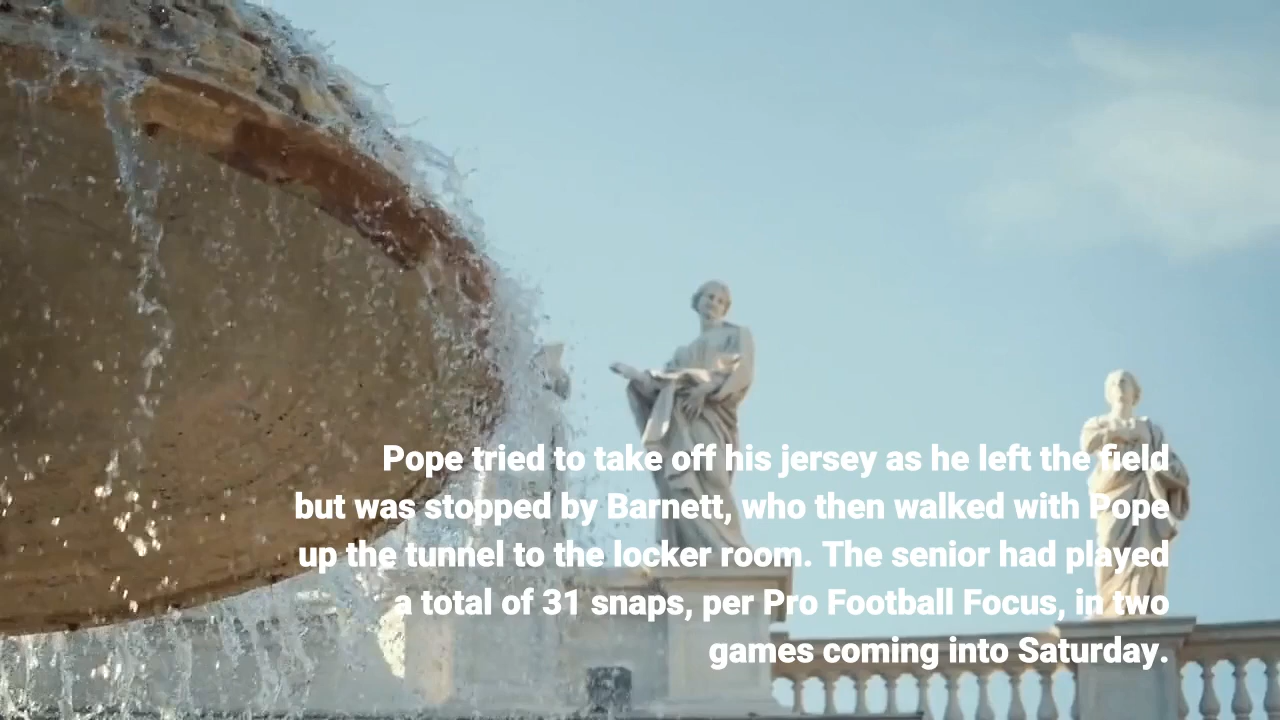 Pope tried to take off his jersey as he left the field
but was stopped by Barnett, who then walked with Pope
up the tunnel to the locker room. The senior had played
a total of 31 snaps, per Pro Football Focus, in two
games coming into Saturday.